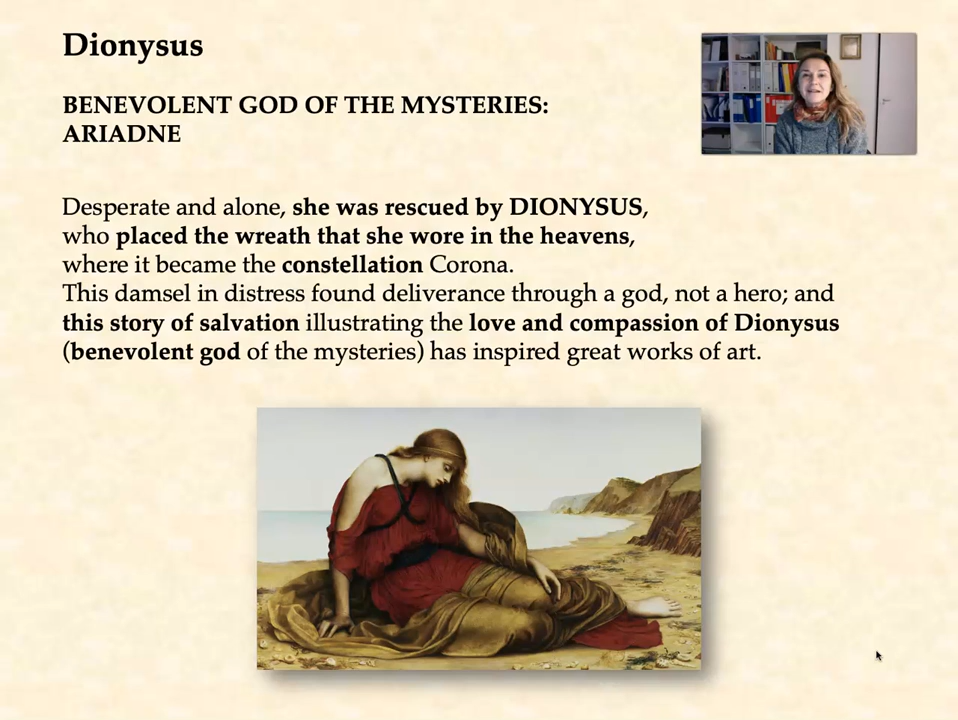 Dionysus
BENEVOLENT GOD OF THE MYSTERIES:
ARIADNE
Desperate and alone, she was rescued by DIONYSUS,
who placed the wreath that she wore in the heavens,
where it became the constellation Corona.
This damsel in distress found deliverance through a god, not a hero; and
this story of salvation illustrating the love and compassion of Dionysus
(benevolent god of the mysteries) has inspired great works of art.